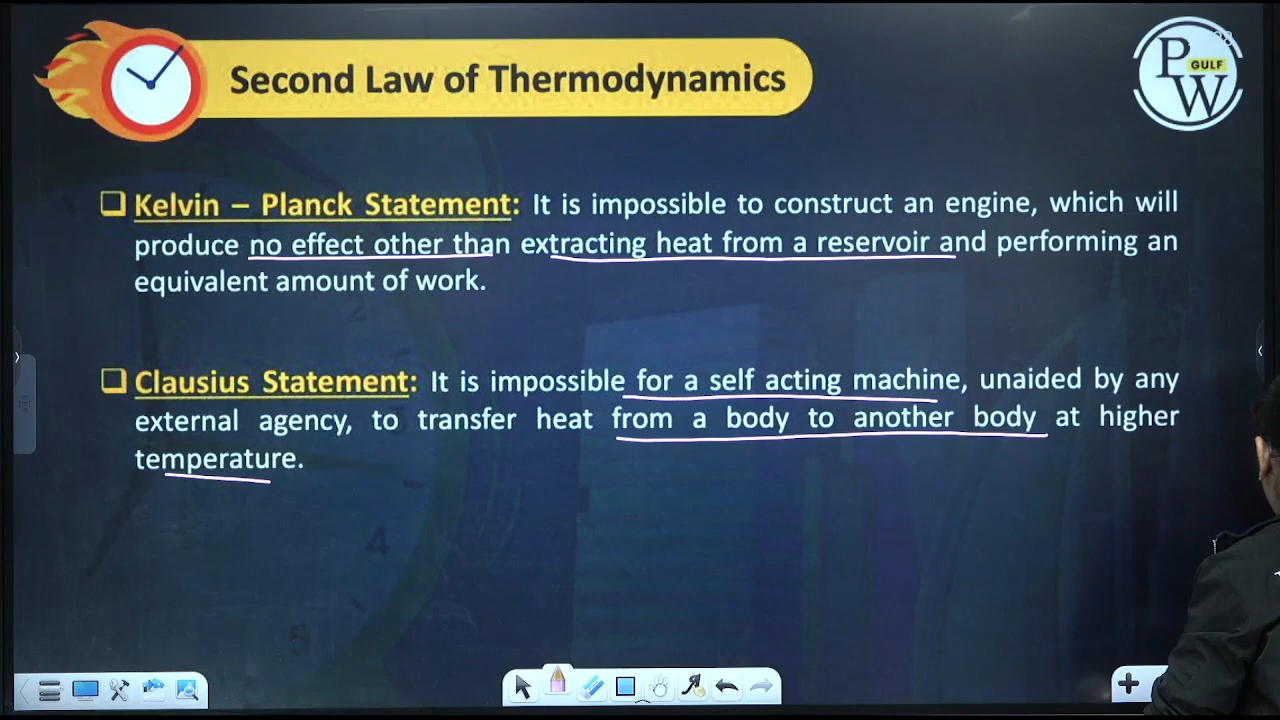 Second Law of Thermodynamics
P
GULF
W
Kelvin – Planck Statement: It is impossible to construct an engine, which will
produce no effect other than extracting heat from a reservoir and performing an
equivalent amount of work.
Clausius Statement: It is impossible for a self acting machine, unaided by any
external agency, to transfer heat from a body to another body at higher
temperature.
2
4
5